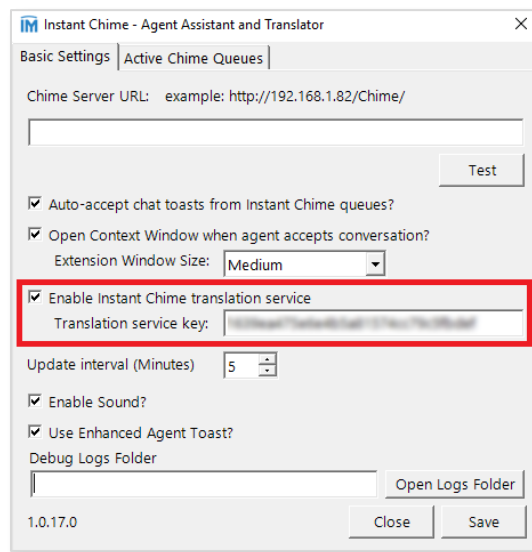 IM Instant Chime - Agent Assistant and Translator
Basic Settings Active Chime Queues
Chime Server URL: example: http://192.168.1.82/Chime/
Test
Auto-accept chat toasts from Instant Chime queues?
Open Context Window when agent accepts conversation?
Extension Window Size: Medium
Enable Instant Chime translation service
Translation service key:
Update interval (Minutes) 5
Enable Sound?
Use Enhanced Agent Toast?
Debug Logs Folder
Open Logs Folder
1.0.17.0 Close Save